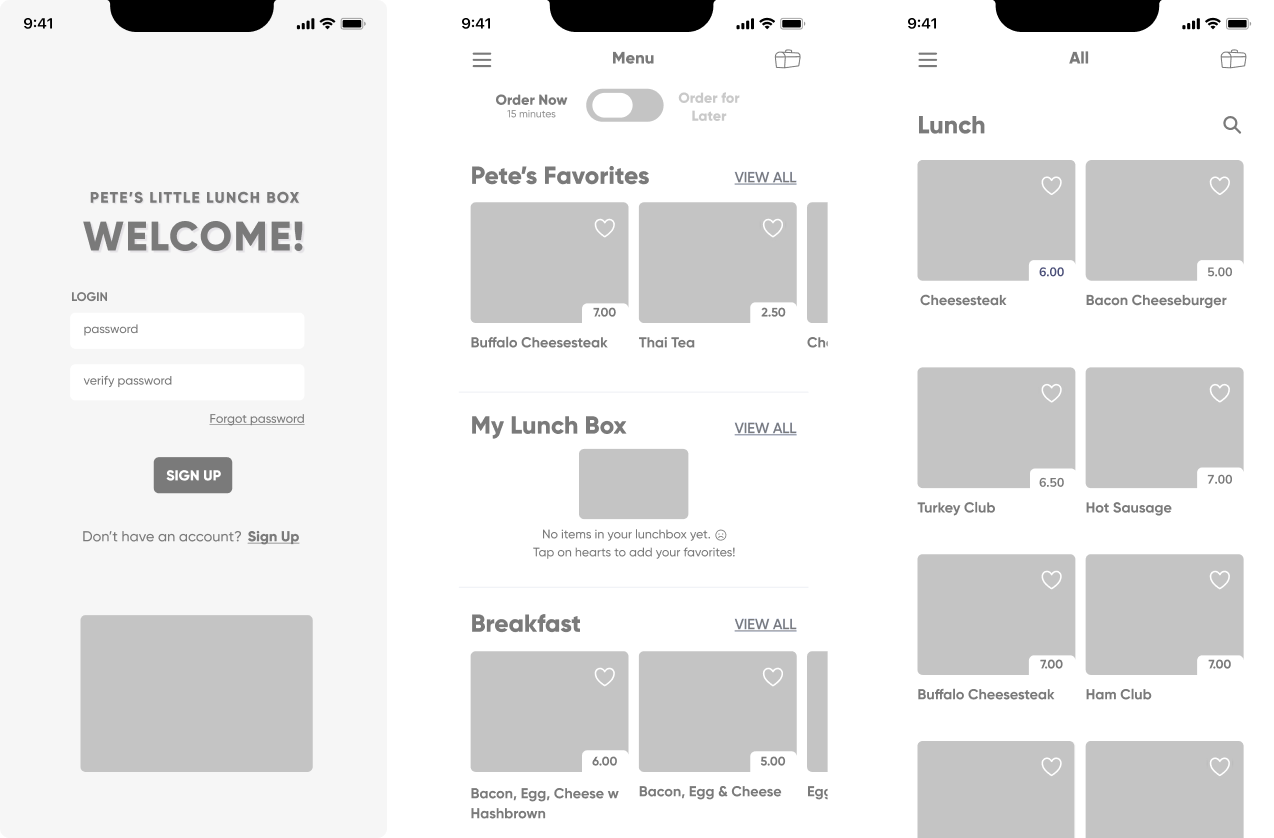 9:41
PETE'S LITTLE LUNCH BOX
WELCOME!
LOGIN
password
verify password
Forgot password
SIGN UP
Don't have an account? Sign Up
9:41
Menu
Order Now
15 minutes
Order for
Later
Pete's Favorites
VIEW ALL
7.00
2.50
Buffalo Cheesesteak
Thai Tea
My Lunch Box
VIEW ALL
No items in your lunchbox yet. ☹
Tap on hearts to add your favorites!
Breakfast
VIEW ALL
6.00
5.00
Bacon, Egg, Cheese w
Hashbrown
Bacon, Egg & Cheese
9:41
All
Lunch
6.00
5.00
Cheesesteak
Bacon Cheeseburger
6.50
7.00
Turkey Club
Hot Sausage
7.00
7.00
Buffalo Cheesesteak
Ham Club